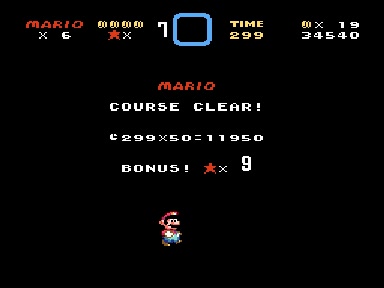 MARIO TIME × 19
× 6 ★× 7 299 34540
MARIO
COURSE CLEAR!
299×50=11950
BONUS! ★× 9